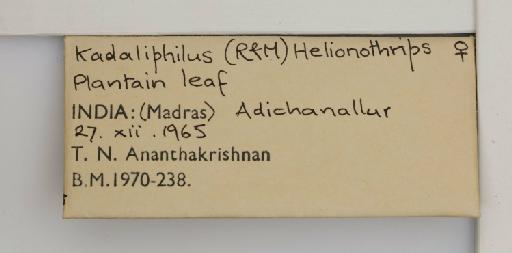 Kadaliphilus (R&M) Helionothrips ♀
Plantain leaf
INDIA: (Madras) Adichanallur
27. xii. 1965
T. N. Ananthakrishnan
B.M.1970-238.